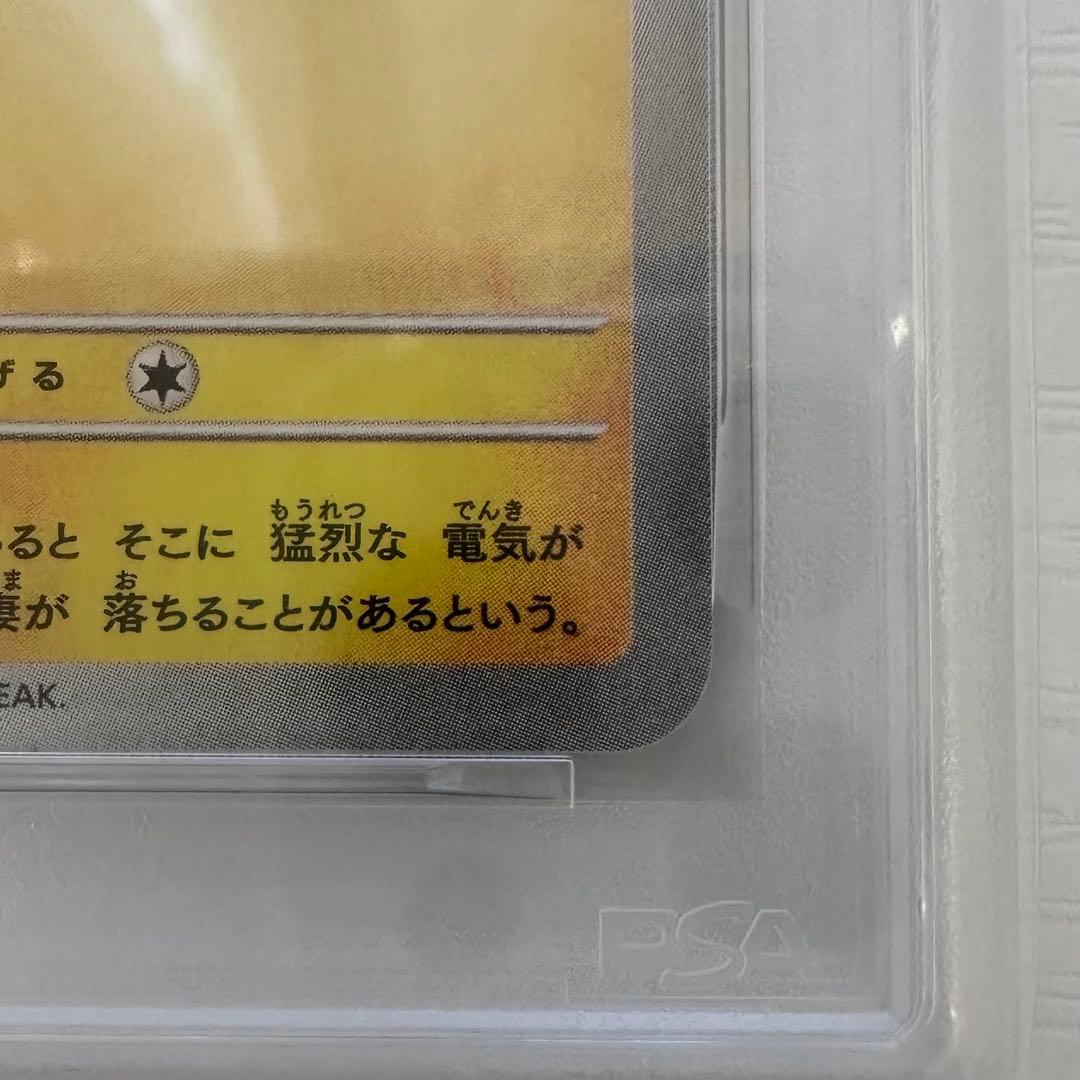 げる
ると そこに 猛烈な 電気が
もうれつ でんき
妻が 落ちることがあるという。
ま お
EAK.
PSA